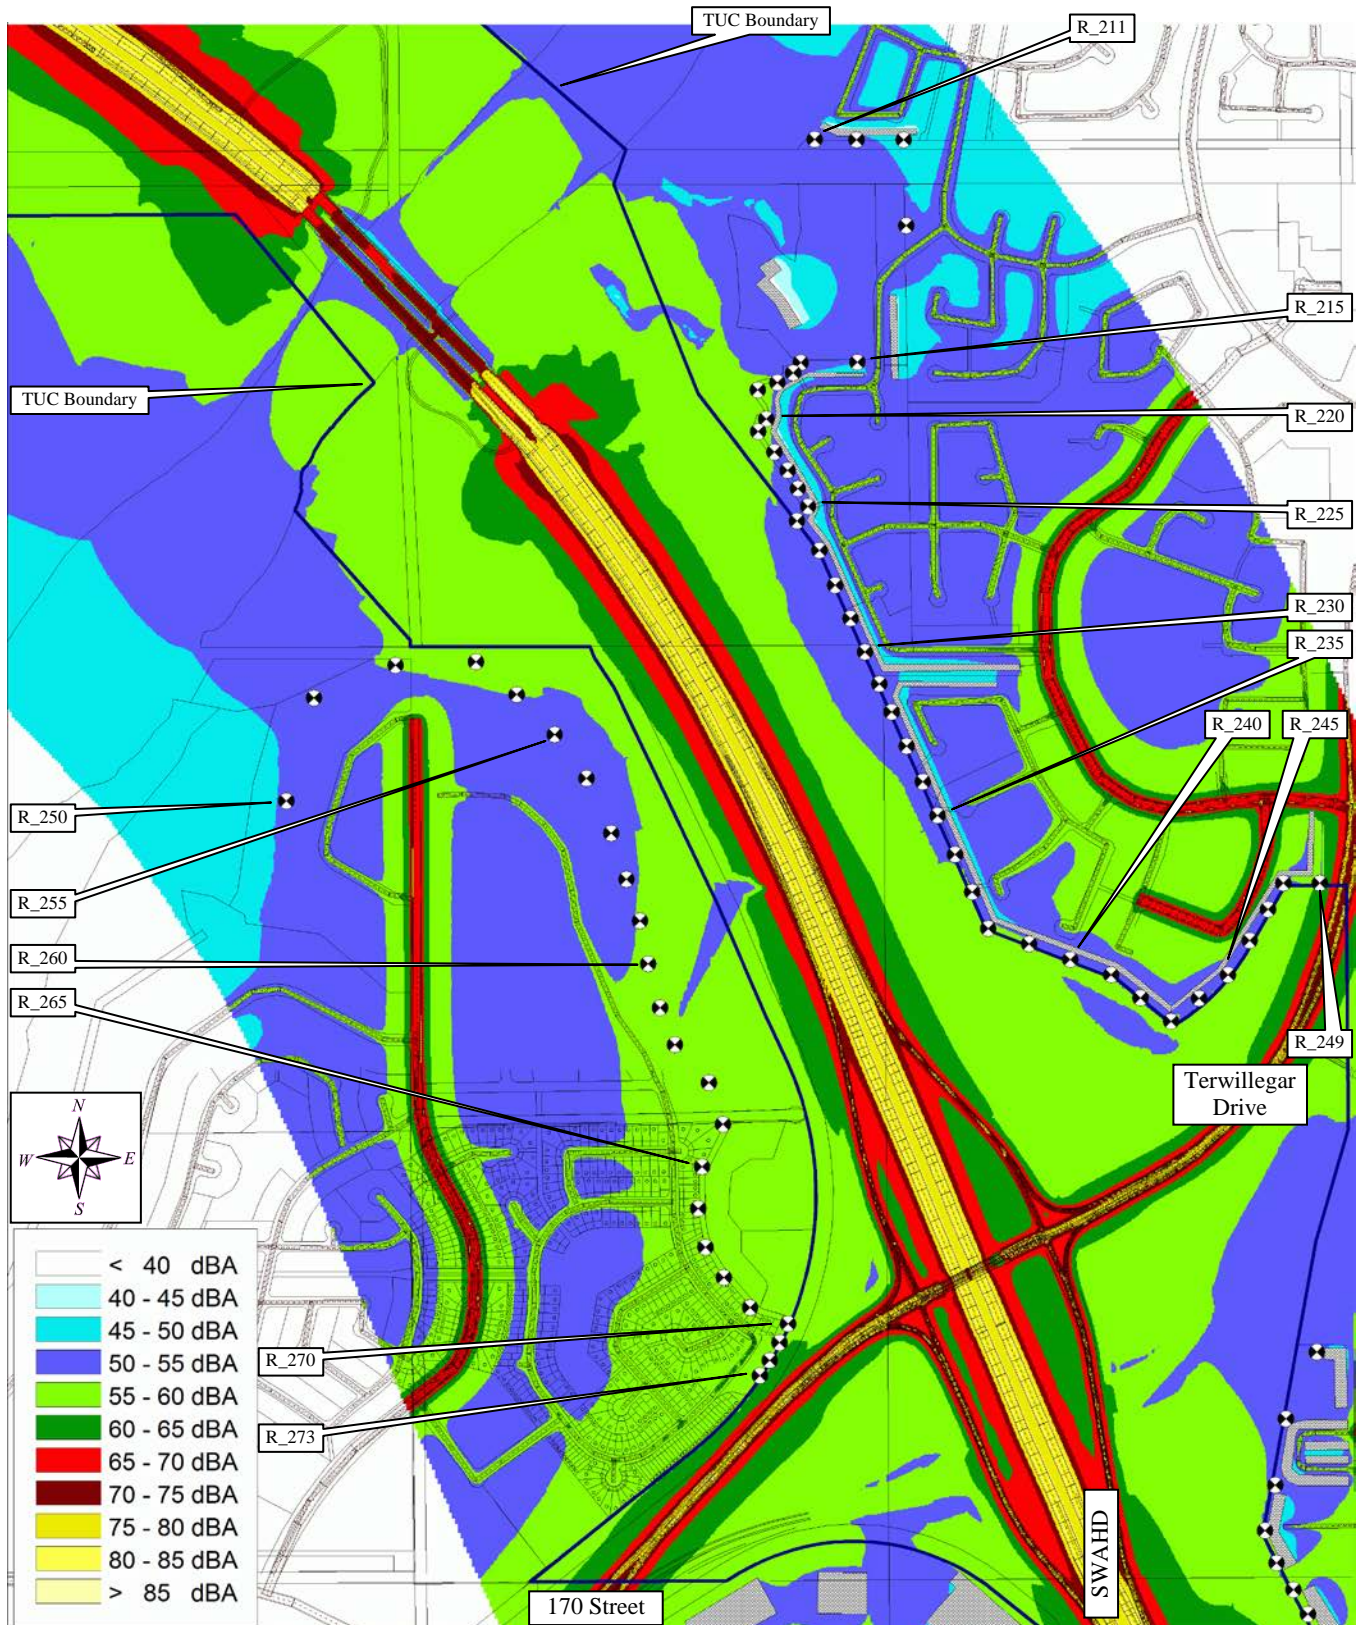 TUC Boundary
R_211
R_215
TUC Boundary
R_220
R_225
R_230
R_235
R_240
R_245
R_250
R_255
R_260
R_265
R_249
Terwillegar
Drive
N
W
E
S
< 40 dBA
40 - 45 dBA
45 - 50 dBA
50 - 55 dBA
55 - 60 dBA
60 - 65 dBA
65 - 70 dBA
70 - 75 dBA
75 - 80 dBA
80 - 85 dBA
> 85 dBA
R_270
R_273
SWAHD
170 Street